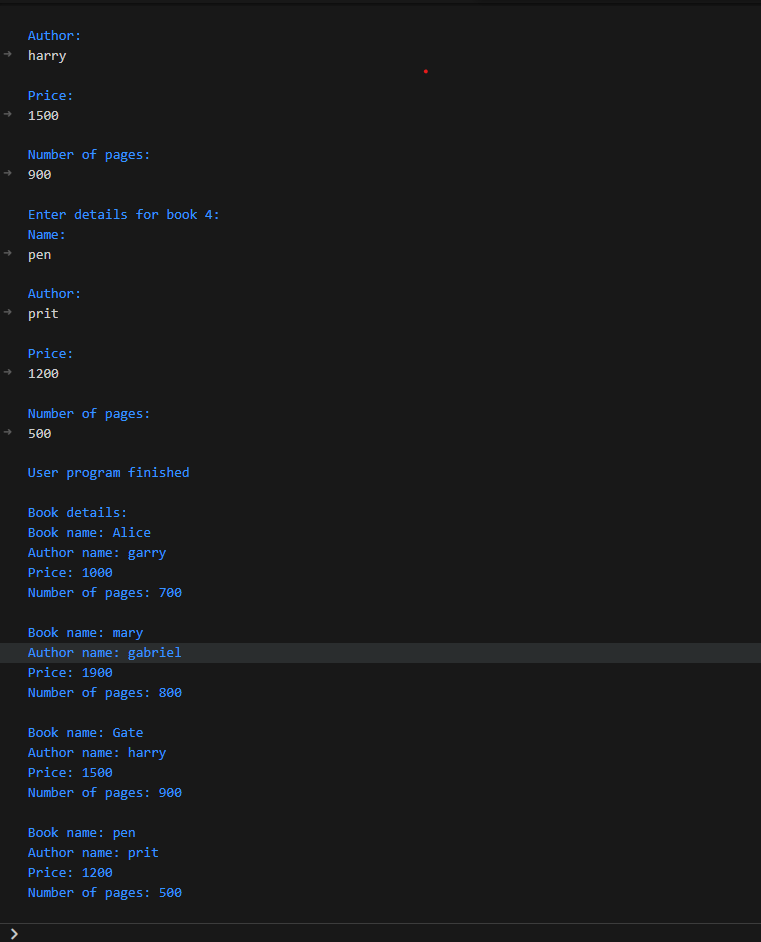 Author:
harry
Price:
1500
Number of pages:
900
Enter details for book 4:
Name:
pen
Author:
prit
Price:
1200
Number of pages:
500
User program finished
Book details:
Book name: Alice
Author name: garry
Price: 1000
Number of pages: 700
Book name: mary
Author name: gabriel
Price: 1900
Number of pages: 800
Book name: Gate
Author name: harry
Price: 1500
Number of pages: 900
Book name: pen
Author name: prit
Price: 1200
Number of pages: 500